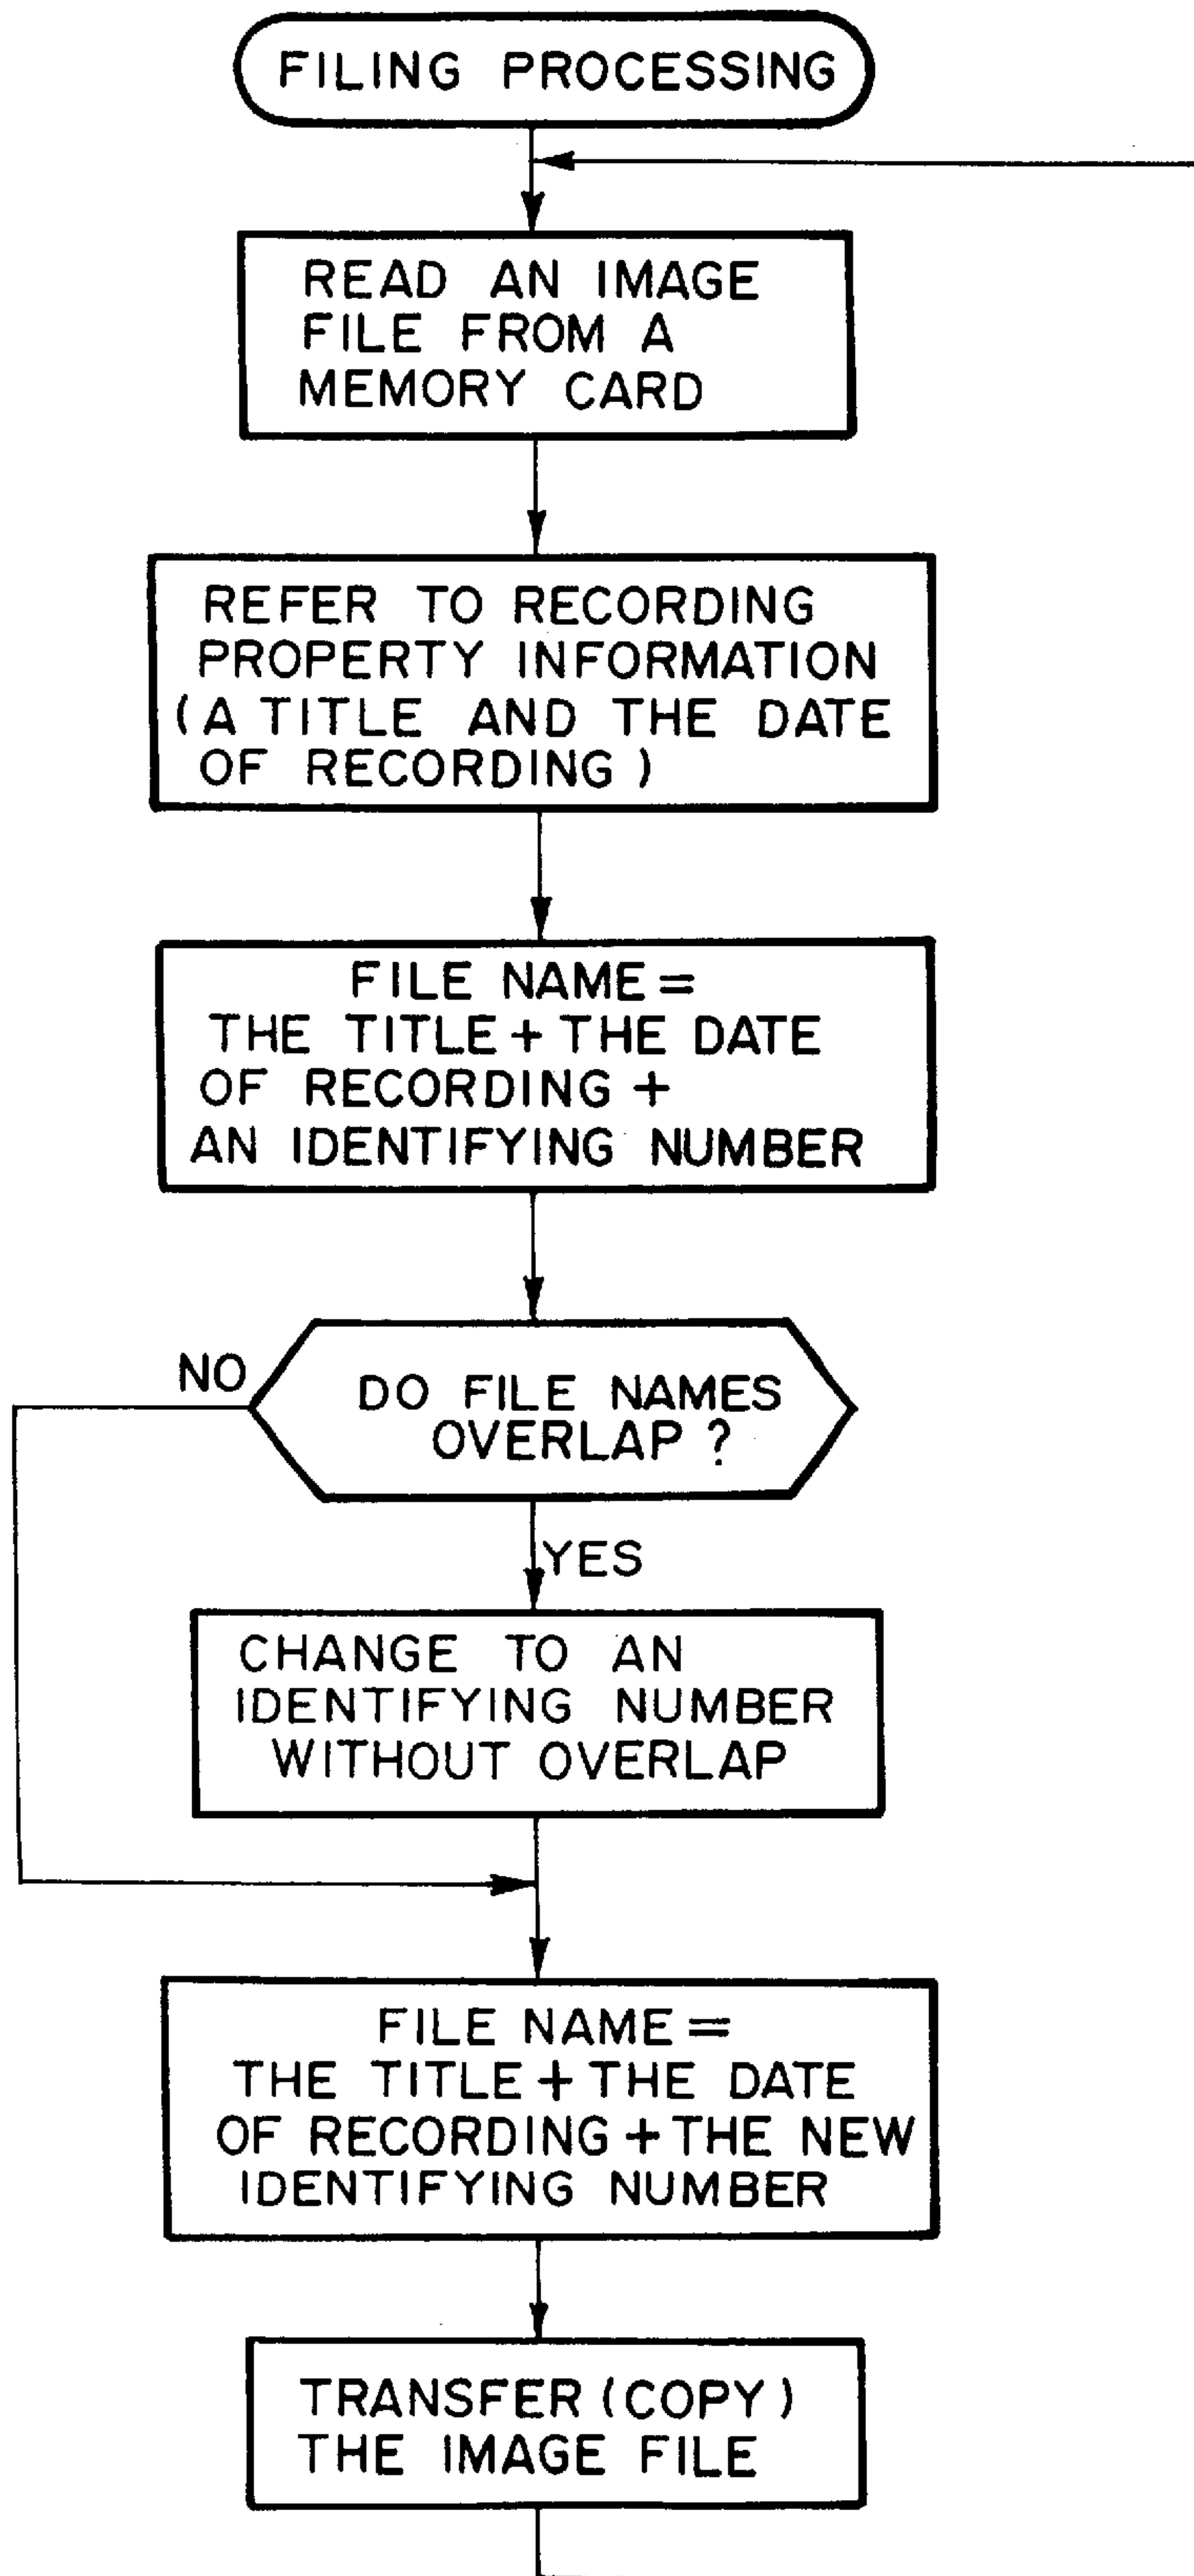 FILING PROCESSING
READ AN IMAGE
FILE FROM A
MEMORY CARD
REFER TO RECORDING
PROPERTY INFORMATION
(A TITLE AND THE DATE
OF RECORDING)
FILE NAME=
THE TITLE+THE DATE
OF RECORDING+
AN IDENTIFYING NUMBER
NO
DO FILE NAMES
OVERLAP?
YES
CHANGE TO AN
IDENTIFYING NUMBER
WITHOUT OVERLAP
FILE NAME=
THE TITLE+THE DATE
OF RECORDING+THE NEW
IDENTIFYING NUMBER
TRANSFER (COPY)
THE IMAGE FILE